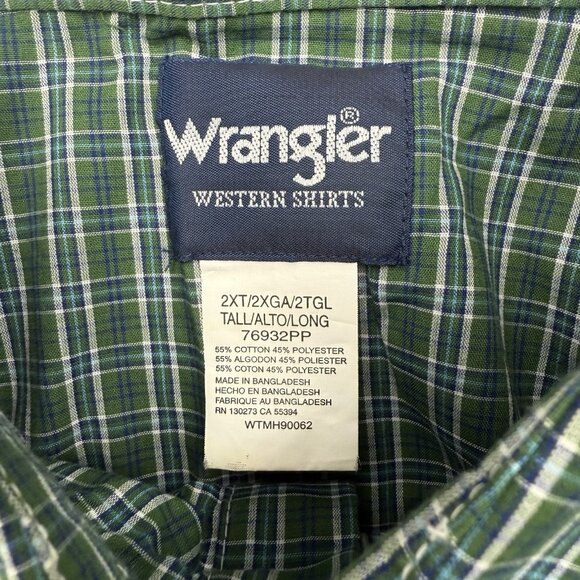 Wrangler®
WESTERN SHIRTS
2XT/2XGA/2TGL
TALL/ALTO/LONG
76932PP
55% COTTON 45% POLYESTER
55% ALGODON 45% POLIESTER
55% COTON 45% POLYESTER
MADE IN BANGLADESH
HECHO EN BANGLADESH
FABRIQUE AU BANGLADESH
RN 130273 CA 55394
WTMH90062